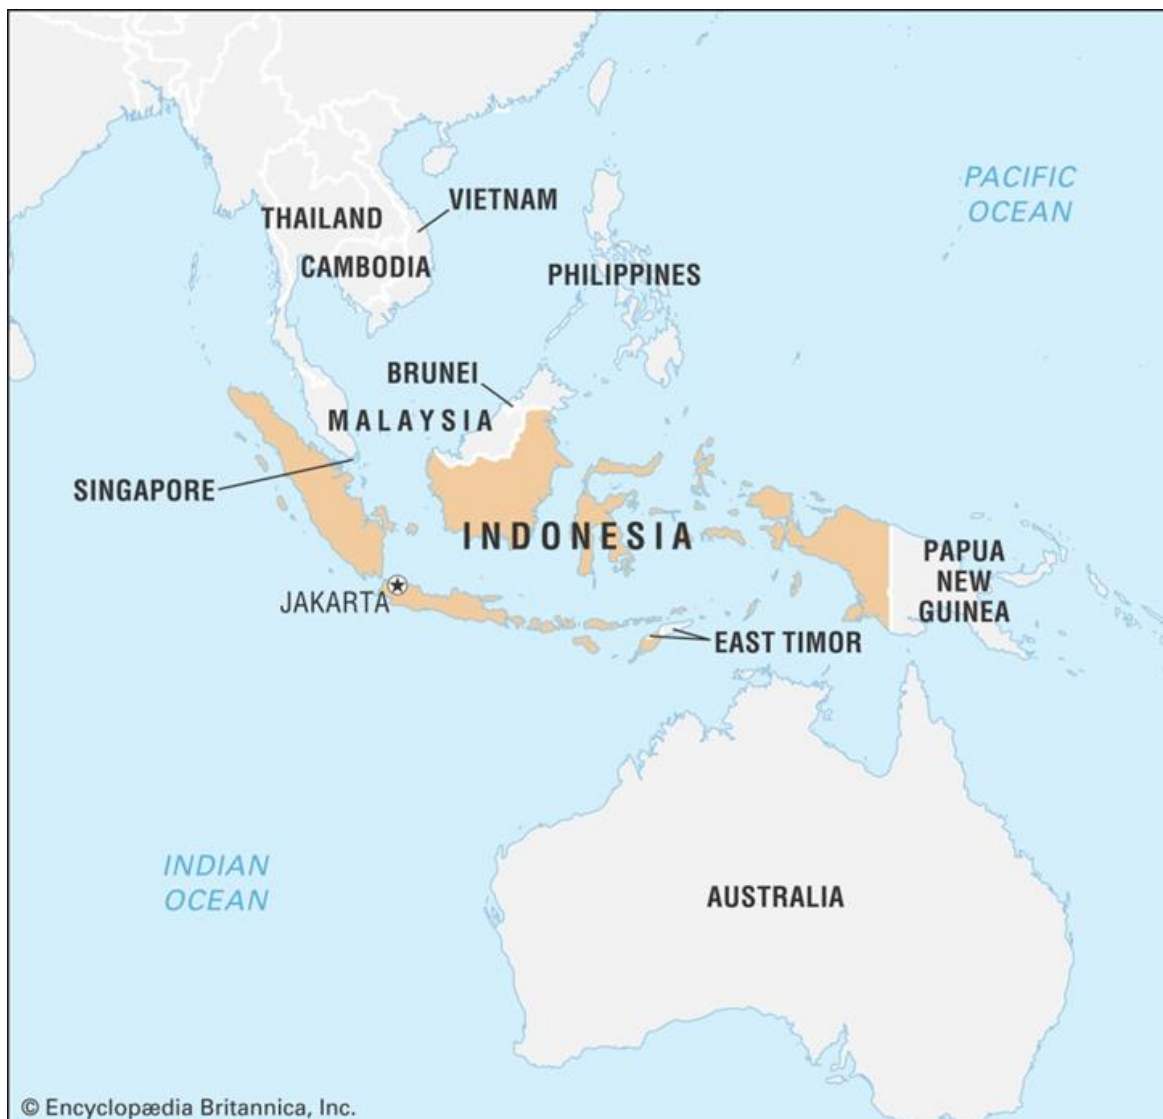 PACIFIC
OCEAN
VIETNAM
THAILAND
CAMBODIA
PHILIPPINES
BRUNEI
MALAYSIA
SINGAPORE
INDONESIA
PAPUA
NEW
GUINEA
JAKARTA
EAST TIMOR
INDIAN
OCEAN
AUSTRALIA
© Encyclopædia Britannica, Inc.